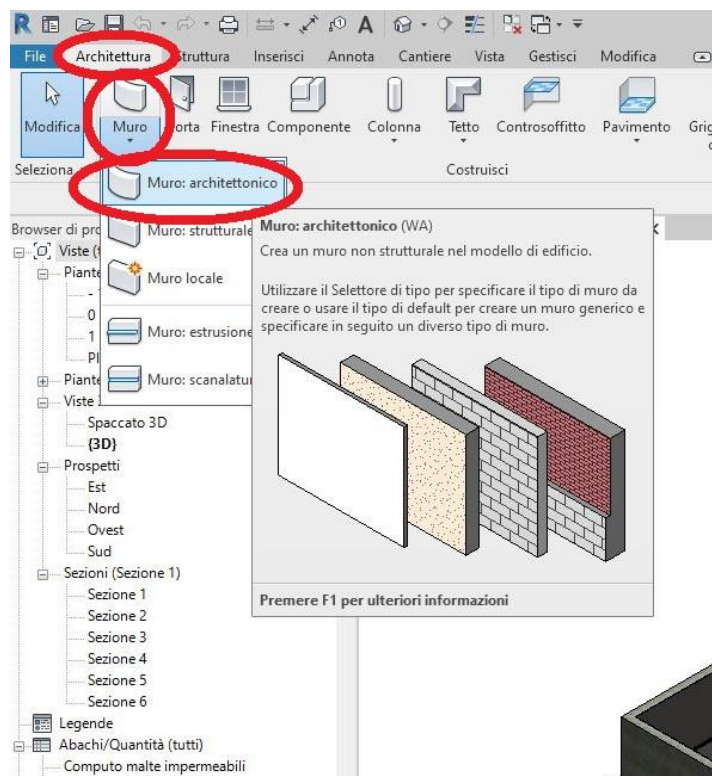 R
A
File Architettura Struttura Inserisci Annota Cantiere Vista Gestisci Modifica
Modifica Muro Porta Finestra Componente Colonna Tetto Controsoffitto Pavimento Grig
Seleziona Costruisci
Muro: architettonico
Muro: strutturale
Muro locale
Muro: estrusione
Muro: scanalatu
Muro: architettonico (WA)
Crea un muro non strutturale nel modello di edificio.
Utilizzare il Selettore di tipo per specificare il tipo di muro da
creare o usare il tipo di default per creare un muro generico e
specificare in seguito un diverso tipo di muro.
Premere F1 per ulteriori informazioni
Browser di pro
Viste (t
Piante
-
0
1
Pl
Piante
Viste
Spaccato 3D
{3D}
Prospetti
Est
Nord
Ovest
Sud
Sezioni (Sezione 1)
Sezione 1
Sezione 2
Sezione 3
Sezione 4
Sezione 5
Sezione 6
Legende
Abachi/Quantità (tutti)
Computo malte impermeabili